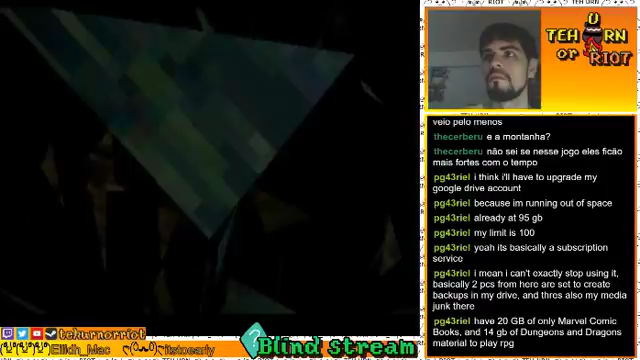 TEH URN
or RIOT
veio pelo menos
thecerberu e a montanha?
thecerberu não sei se nesse jogo eles ficão
mais fortes com o tempo
pg43riel i think i'll have to upgrade my
google drive account
pg43riel because im running out of space
pg43riel already at 95 gb
pg43riel my limit is 100
pg43riel yeah its basically a subscription
service
pg43riel i mean i can't exactly stop using it,
basically 2 pcs from here are set to create
backups in my drive, and thres also my media
junk there
pg43riel have 20 GB of only Marvel Comic
Books, and 14 gb of Dungeons and Dragons
material to play rpg
tehurnorriot
Ellidh_Mac
listoearly
Blind Stream